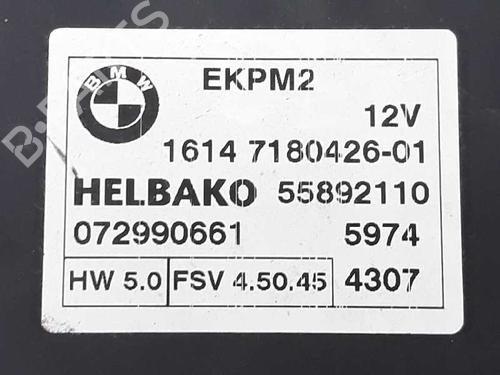 BMW
EKPM2
12V
1614 7180426-01
HELBAKO 55892110
072990661 5974
HW 5.0 FSV 4.50.45 4307